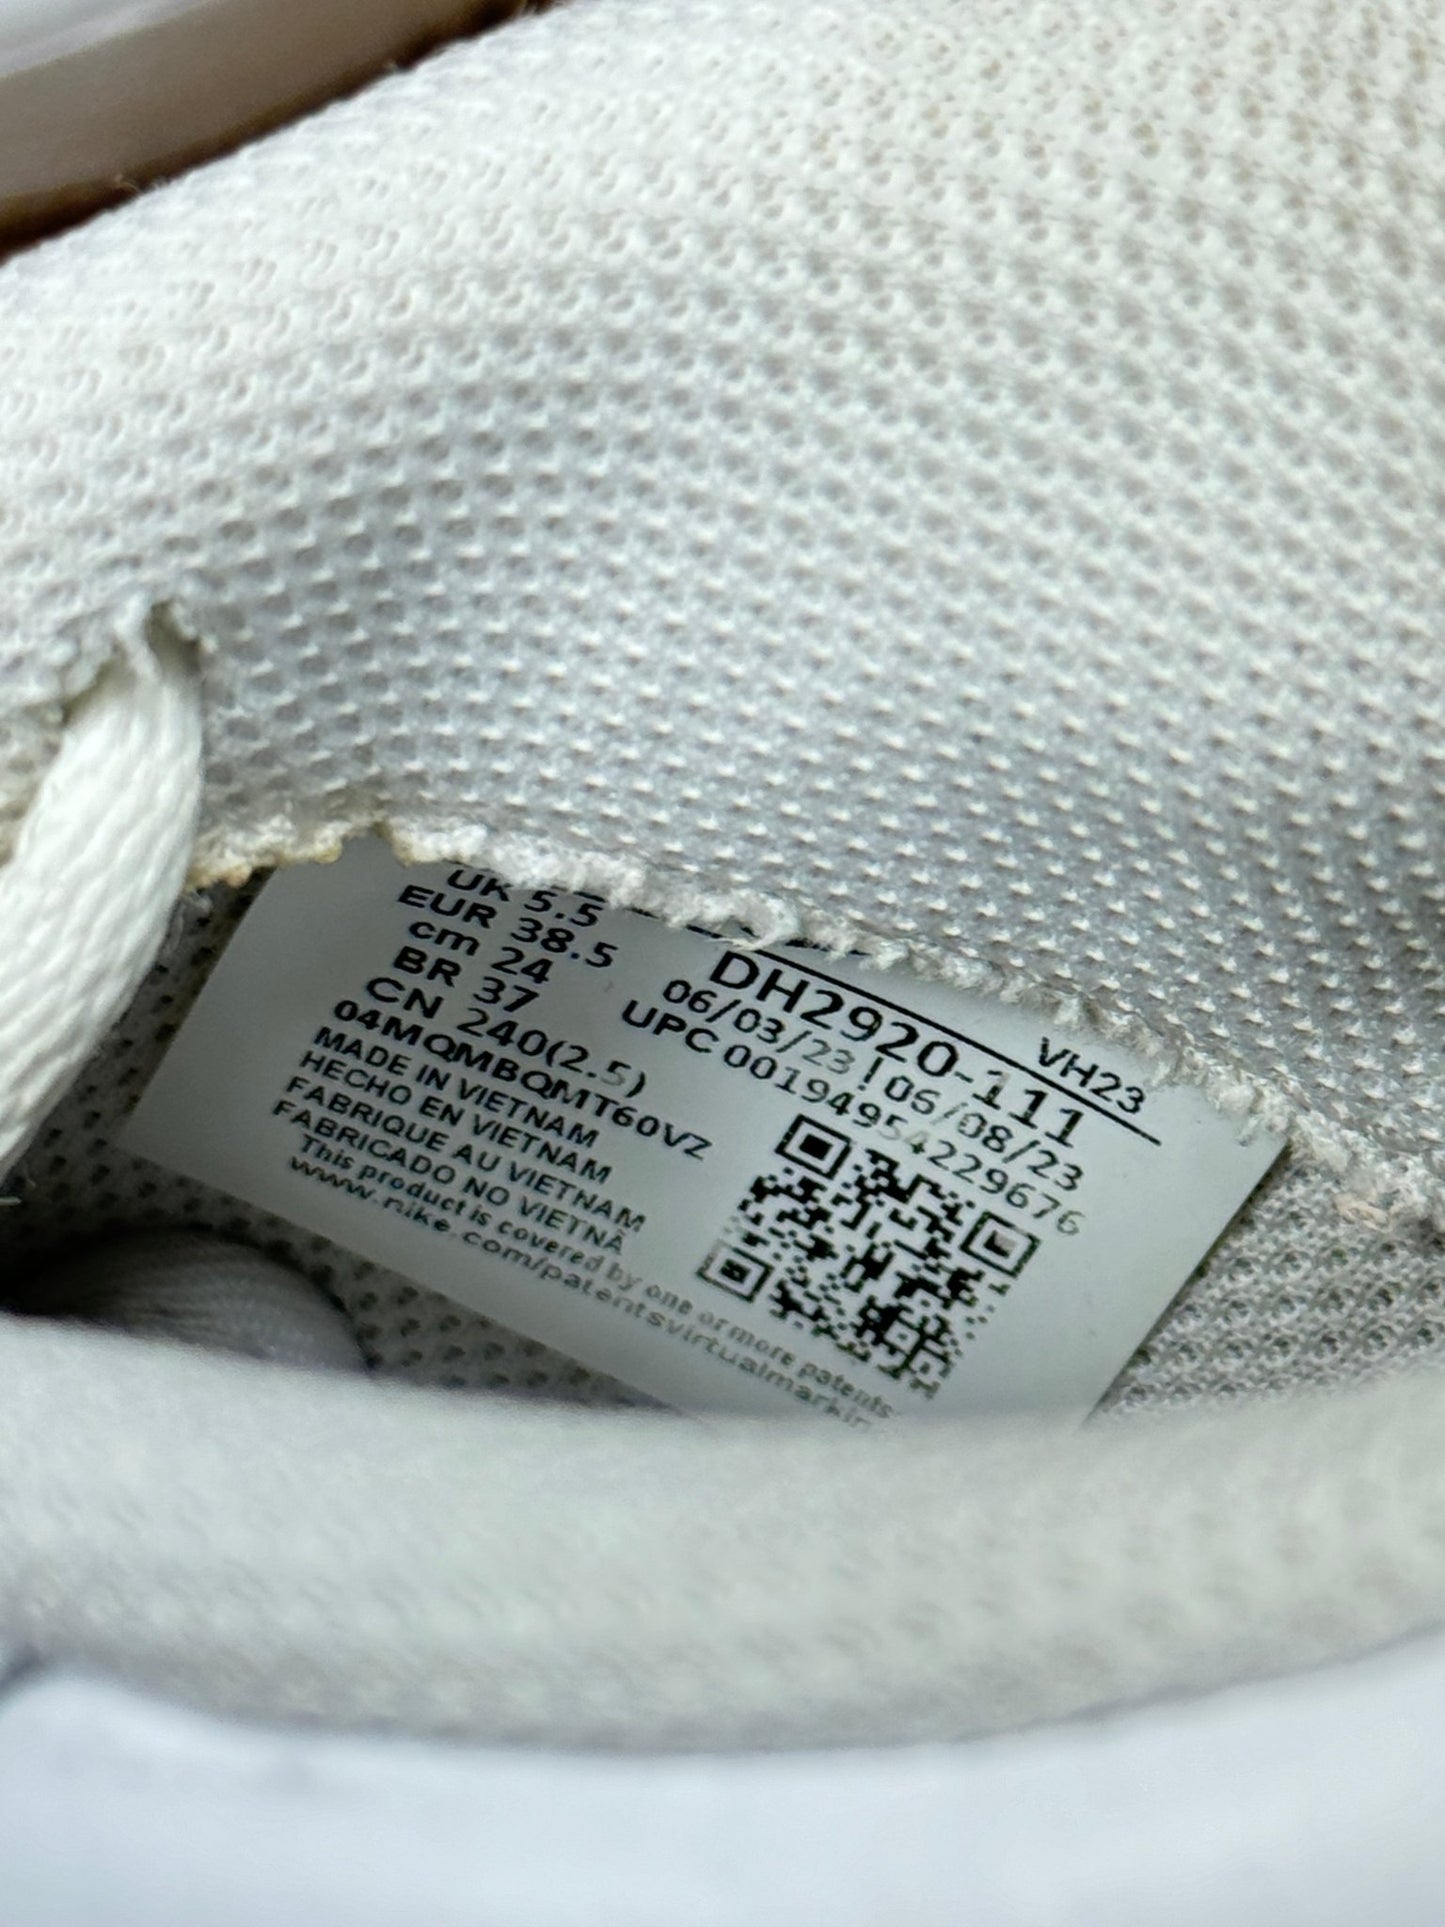 UK 5.5
EUR 38.5
cm 24
BR 37
CN 240(2.5)
04MQMBQMT60VZ
MADE IN VIETNAM
HECHO EN VIETNAM
FABRIQUE AU VIETNAM
FABRICADO NO VIETNÃ
This product is covered by one or more patents
www.nike.com/patentsvirtualmarkin
VH23
DH2920-111
06/03/23 | 06/08/23
UPC 00194954229676